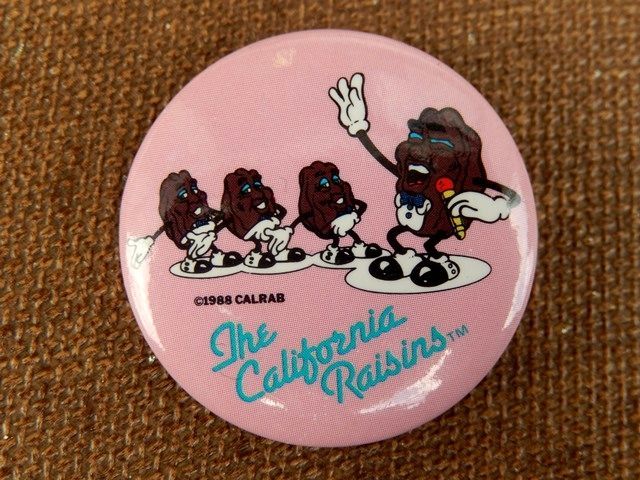 ©1988 CALRAB
The
California
Raisins™